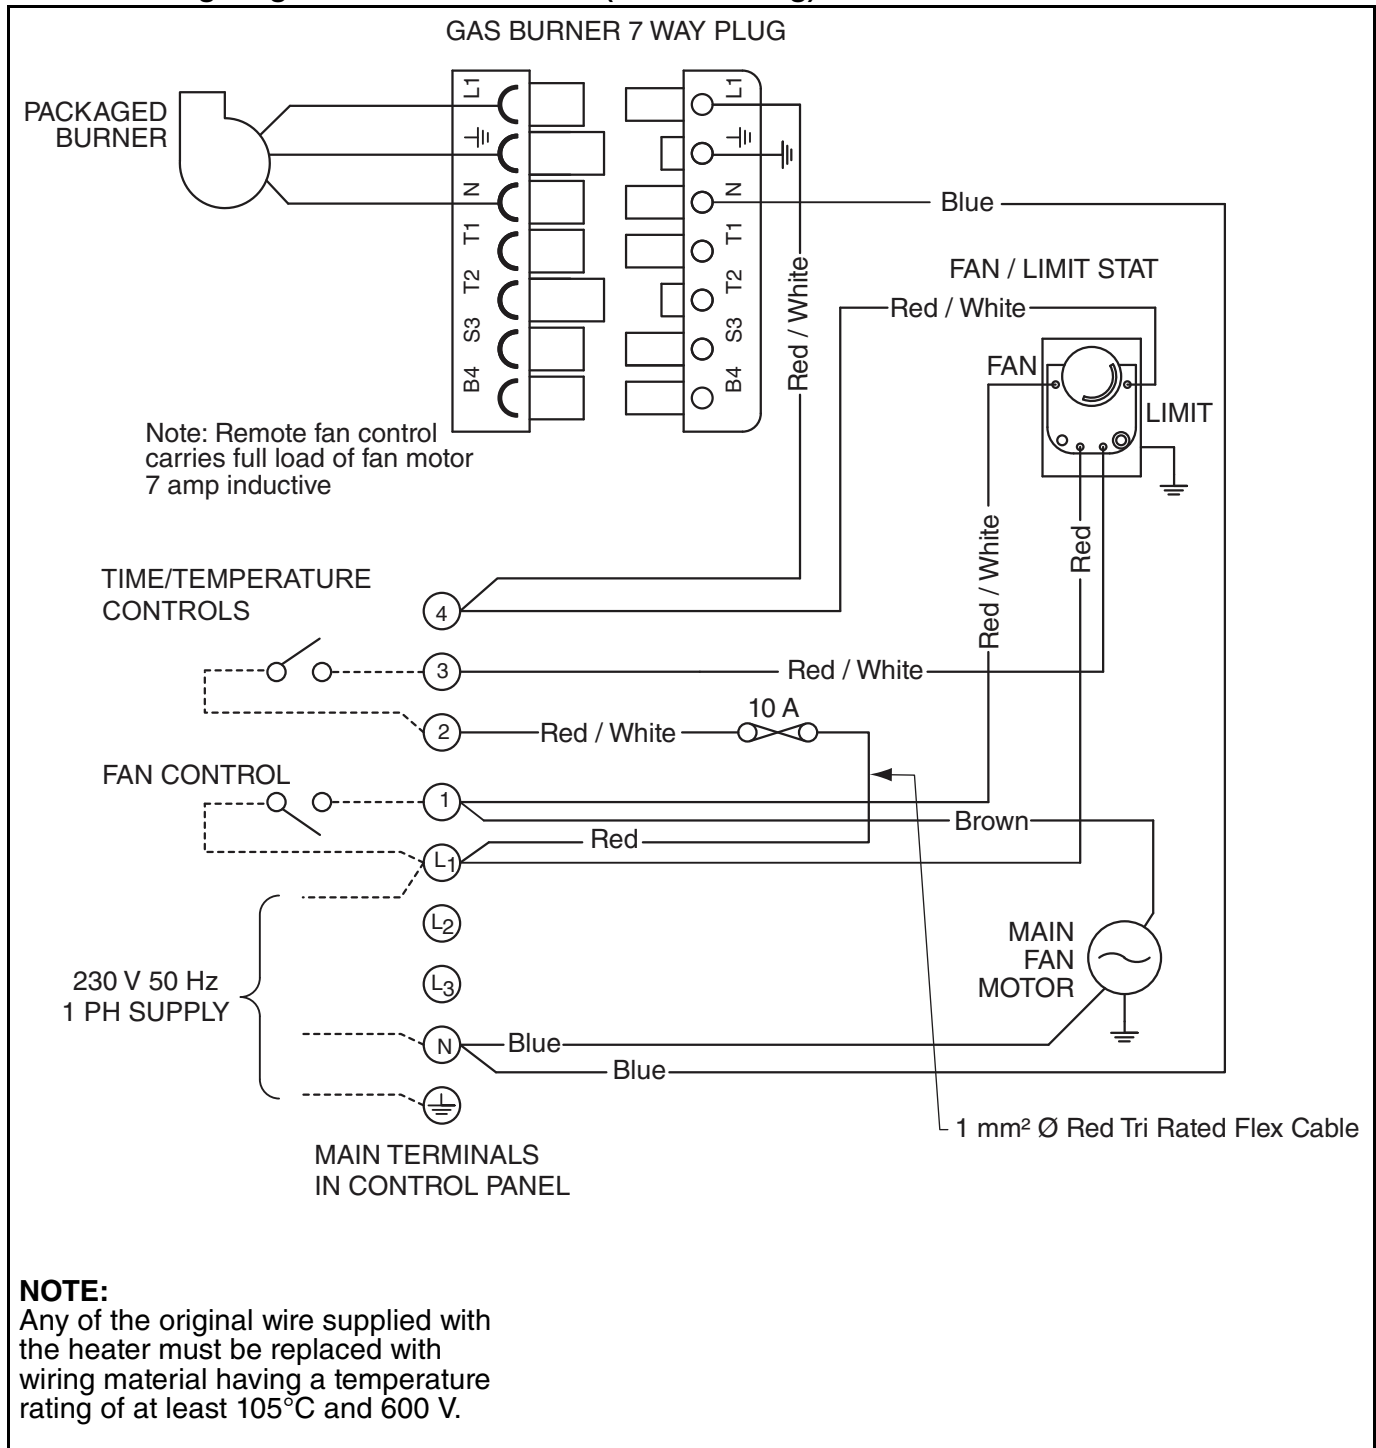 GAS BURNER 7 WAY PLUG
PACKAGED
BURNER
L1
N
T1
T2
S3
B4
L1
N
T1
T2
S3
B4
Red / White
Blue
FAN / LIMIT STAT
Red / White
FAN
LIMIT
Note: Remote fan control
carries full load of fan motor
7 amp inductive
Red / White
Red
TIME/TEMPERATURE
CONTROLS
4
3
Red / White
2
Red / White
10 A
FAN CONTROL
1
Brown
Red
L1
L2
L3
230 V 50 Hz
1 PH SUPPLY
MAIN
FAN
MOTOR
N
Blue
Blue
1 mm² Ø Red Tri Rated Flex Cable
MAIN TERMINALS
IN CONTROL PANEL
NOTE:
Any of the original wire supplied with
the heater must be replaced with
wiring material having a temperature
rating of at least 105°C and 600 V.